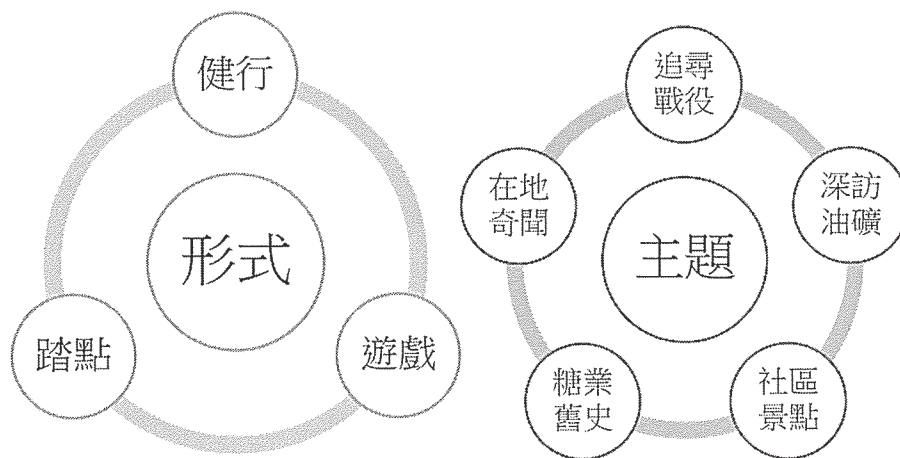 健行
形式
踏點
遊戲
追尋
戰役
在地
奇聞
深訪
油礦
主題
糖業
舊史
社區
景點